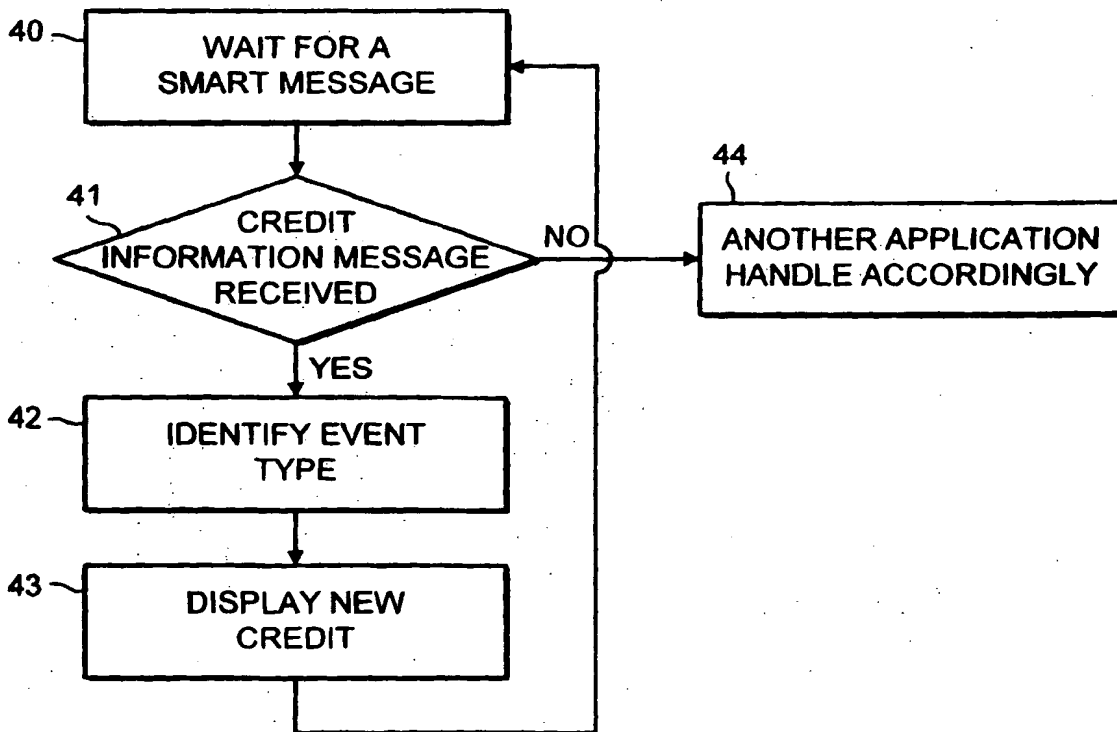 40
WAIT FOR A
SMART MESSAGE
41
CREDIT
INFORMATION MESSAGE
RECEIVED
NO
44
ANOTHER APPLICATION
HANDLE ACCORDINGLY
YES
42
IDENTIFY EVENT
TYPE
43
DISPLAY NEW
CREDIT